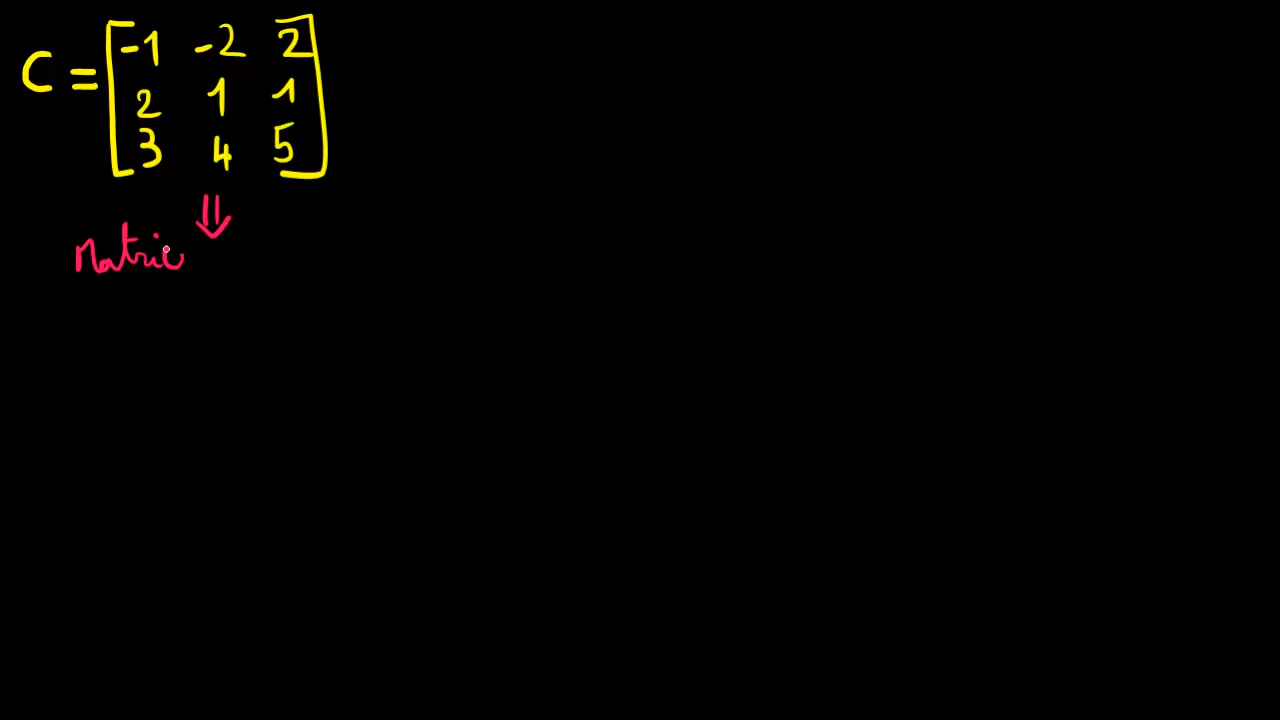 C = [-1 -2 2
2 1 1
3 4 5]
⇓
Matric